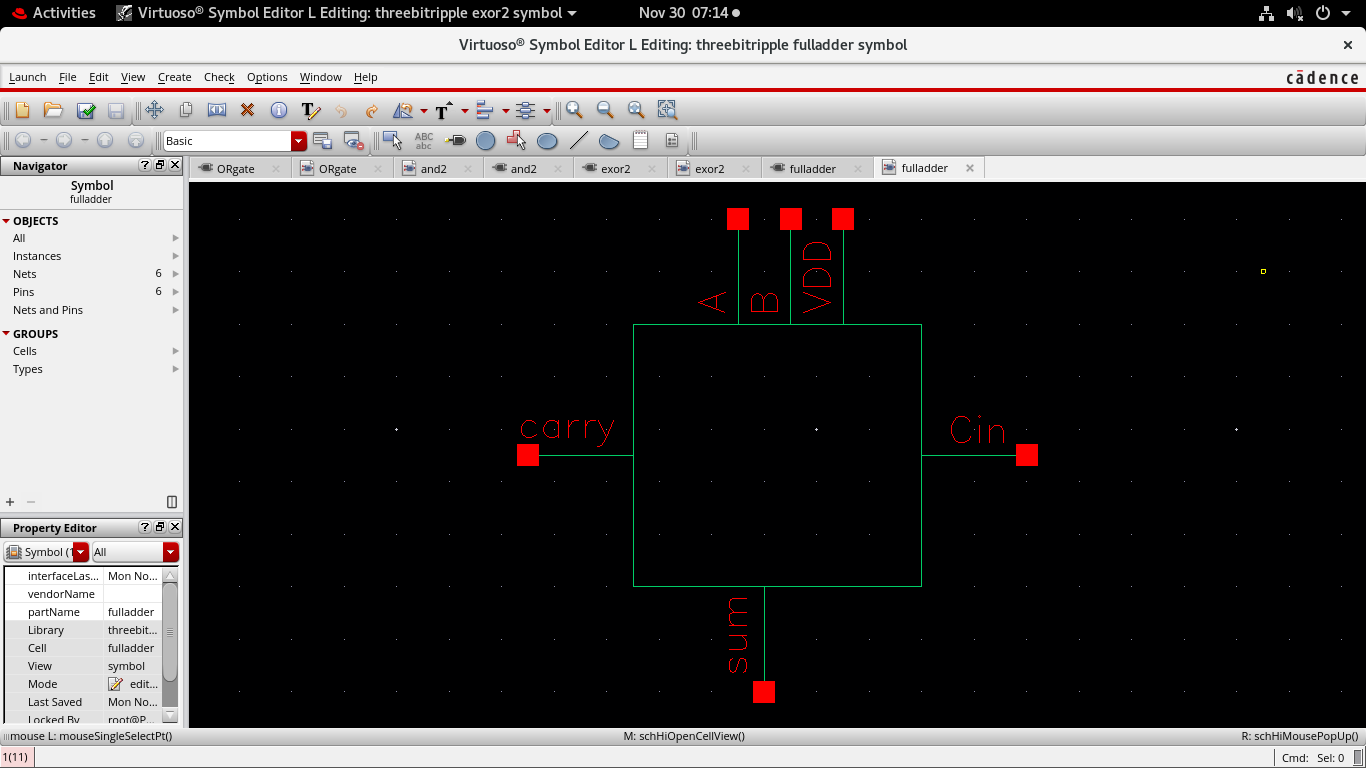 Activities
Virtuoso® Symbol Editor L Editing: threebitripple exor2 symbol
Nov 30 07:14
Virtuoso® Symbol Editor L Editing: threebitripple fulladder symbol
Launch File Edit View Create Check Options Window Help
cādence
Basic
ABC
abc
Navigator
ORgate ORgate and2 and2 exor2 exor2 fulladder fulladder
Symbol
fulladder
OBJECTS
All
Instances
Nets 6
Pins 6
Nets and Pins
GROUPS
Cells
Types
A
B
VDD
carry
Cin
sum
Property Editor
Symbol (1 All
interfaceLas... Mon No...
vendorName
partName fulladder
Library threebit...
Cell fulladder
View symbol
Mode edit...
Last Saved Mon No...
Locked By root@P...
mouse L: mouseSingleSelectPt() M: schHiOpenCellView() R: schHiMousePopUp()
1(11) Cmd: Sel: 0